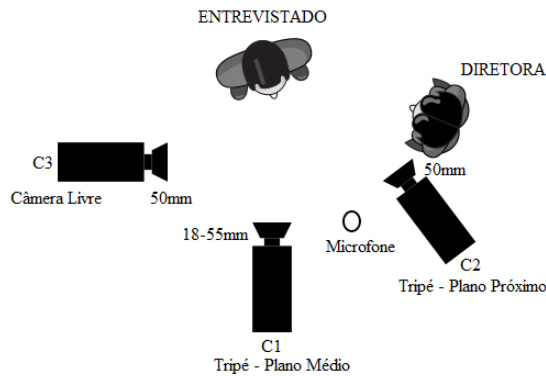 ENTREVISTADO
DIRETORA
C3
50mm
Câmera Livre
50mm
18-55mm
Microfone
C2
Tripé - Plano Próximo
C1
Tripé - Plano Médio